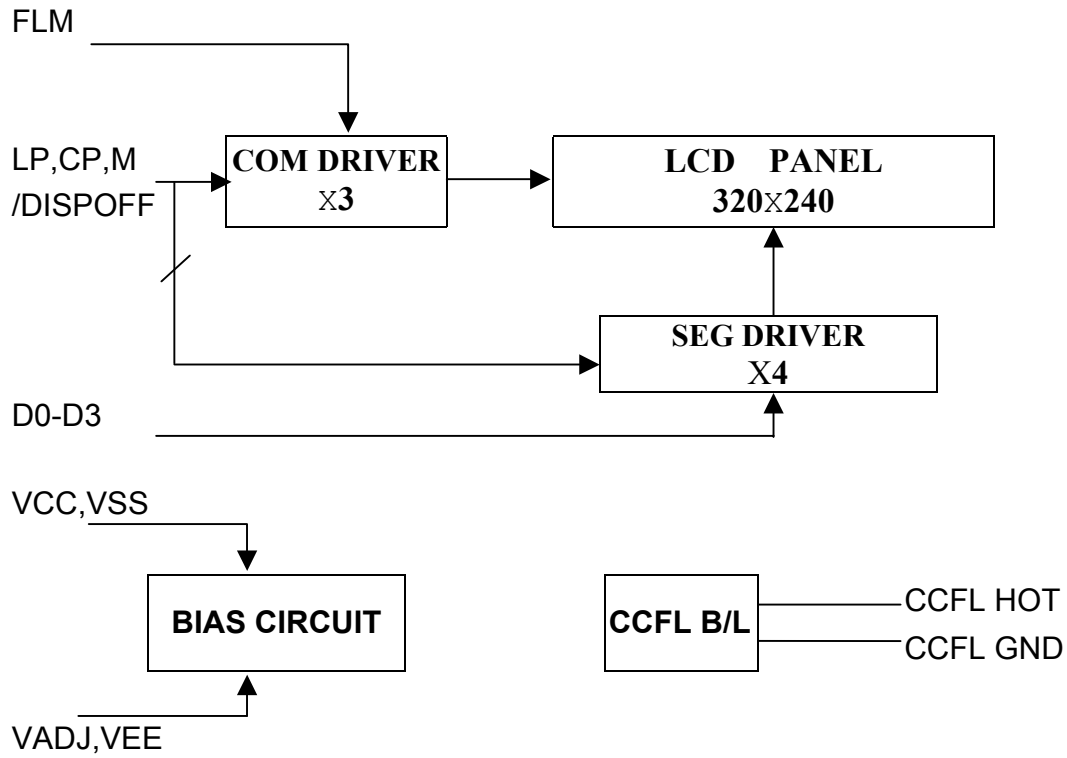 FLM
LP,CP,M
/DISPOFF
COM DRIVER
X3
LCD PANEL
320X240
SEG DRIVER
X4
D0-D3
VCC,VSS
BIAS CIRCUIT
CCFL B/L
CCFL HOT
CCFL GND
VADJ,VEE